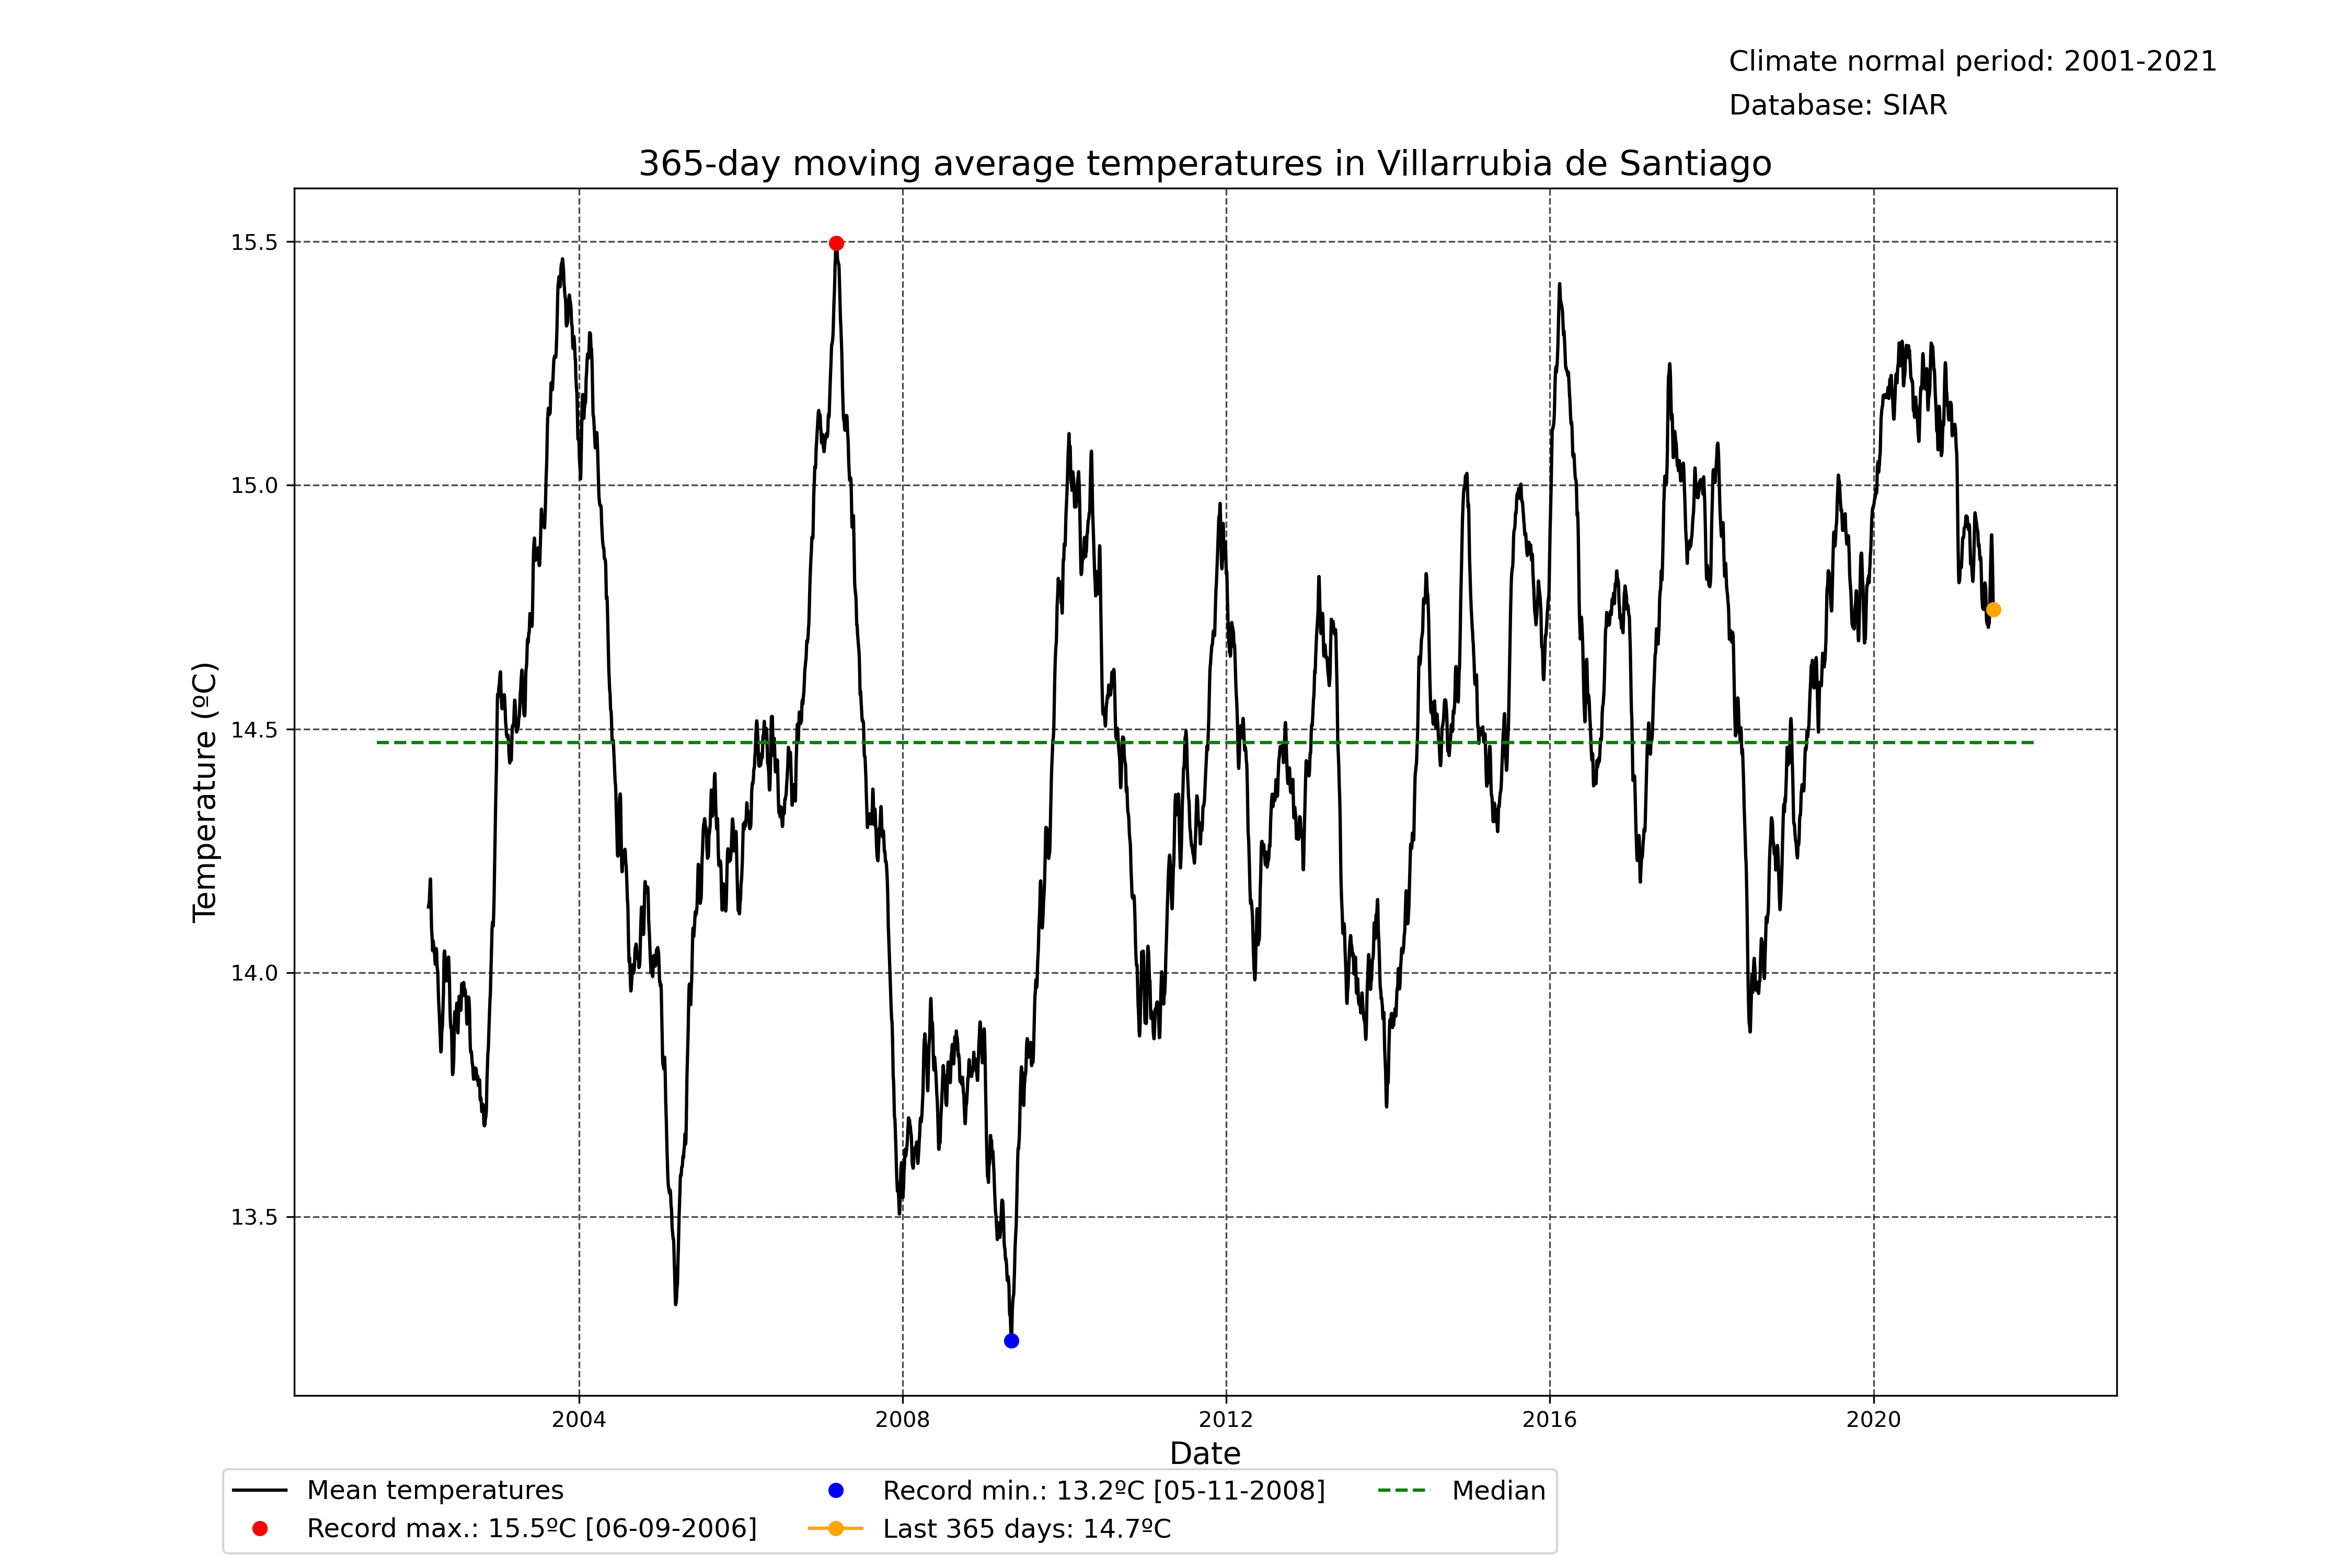 Climate normal period: 2001-2021
Database: SIAR
365-day moving average temperatures in Villarrubia de Santiago
15.5
15.0
14.5
14.0
13.5
Temperature (ºC)
2004 2008 2012 2016 2020
Date
Mean temperatures
Record max.: 15.5ºC [06-09-2006]
Record min.: 13.2ºC [05-11-2008]
Last 365 days: 14.7ºC
Median